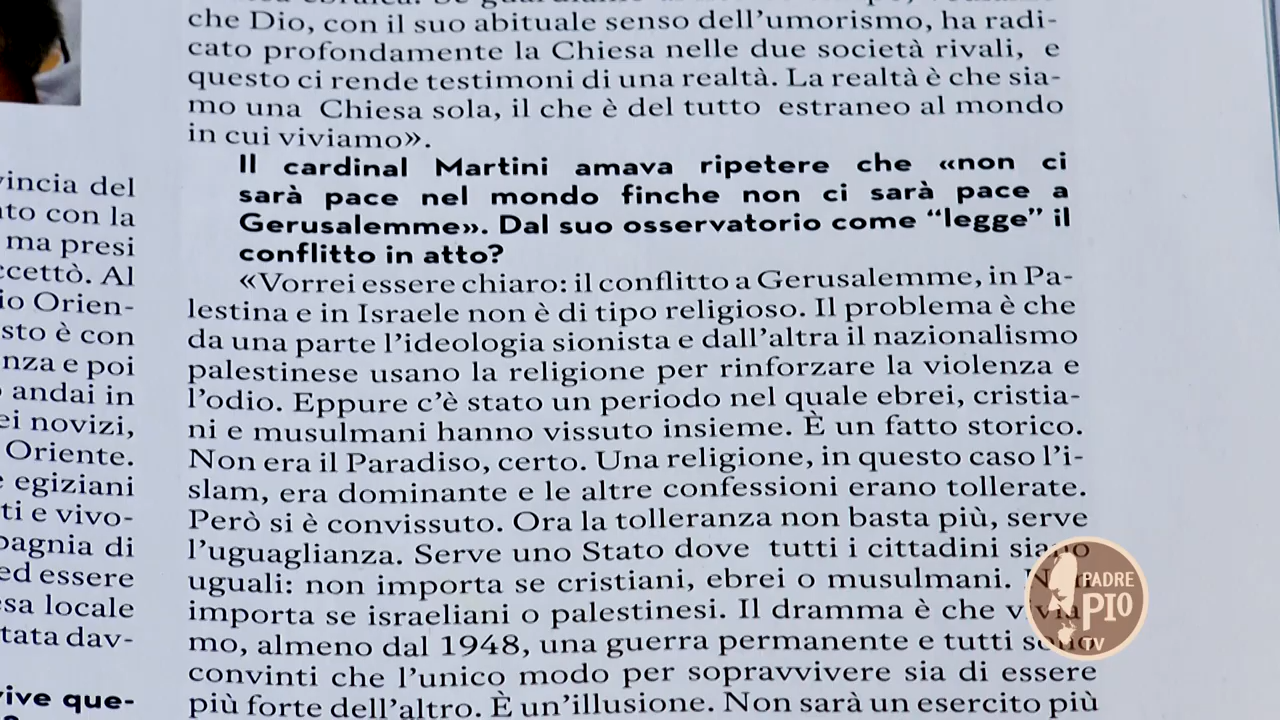 vincia del
ato con la
ma presi
ccettò. Al
io Orien-
sto è con
nza e poi
andai in
ei novizi,
Oriente.
egiziani
ti e vivo-
pagnia di
ed essere
sa locale
tata dav-
vive que-
che Dio, con il suo abituale senso dell'umorismo, ha radi-
cato profondamente la Chiesa nelle due società rivali, e
questo ci rende testimoni di una realtà. La realtà è che sia-
mo una Chiesa sola, il che è del tutto estraneo al mondo
in cui viviamo».
Il cardinal Martini amava ripetere che «non ci
sarà pace nel mondo finche non ci sarà pace a
Gerusalemme». Dal suo osservatorio come “legge” il
conflitto in atto?
«Vorrei essere chiaro: il conflitto a Gerusalemme, in Pa-
lestina e in Israele non è di tipo religioso. Il problema è che
da una parte l'ideologia sionista e dall'altra il nazionalismo
palestinese usano la religione per rinforzare la violenza e
l'odio. Eppure c'è stato un periodo nel quale ebrei, cristia-
ni e musulmani hanno vissuto insieme. È un fatto storico.
Non era il Paradiso, certo. Una religione, in questo caso l'i-
slam, era dominante e le altre confessioni erano tollerate.
Però si è convissuto. Ora la tolleranza non basta più, serve
l'uguaglianza. Serve uno Stato dove tutti i cittadini siano
uguali: non importa se cristiani, ebrei o musulmani. Non
importa se israeliani o palestinesi. Il dramma è che vivia-
mo, almeno dal 1948, una guerra permanente e tutti sono
convinti che l'unico modo per sopravvivere sia di essere
più forte dell'altro. È un'illusione. Non sarà un esercito più
PADRE
PIO
TV